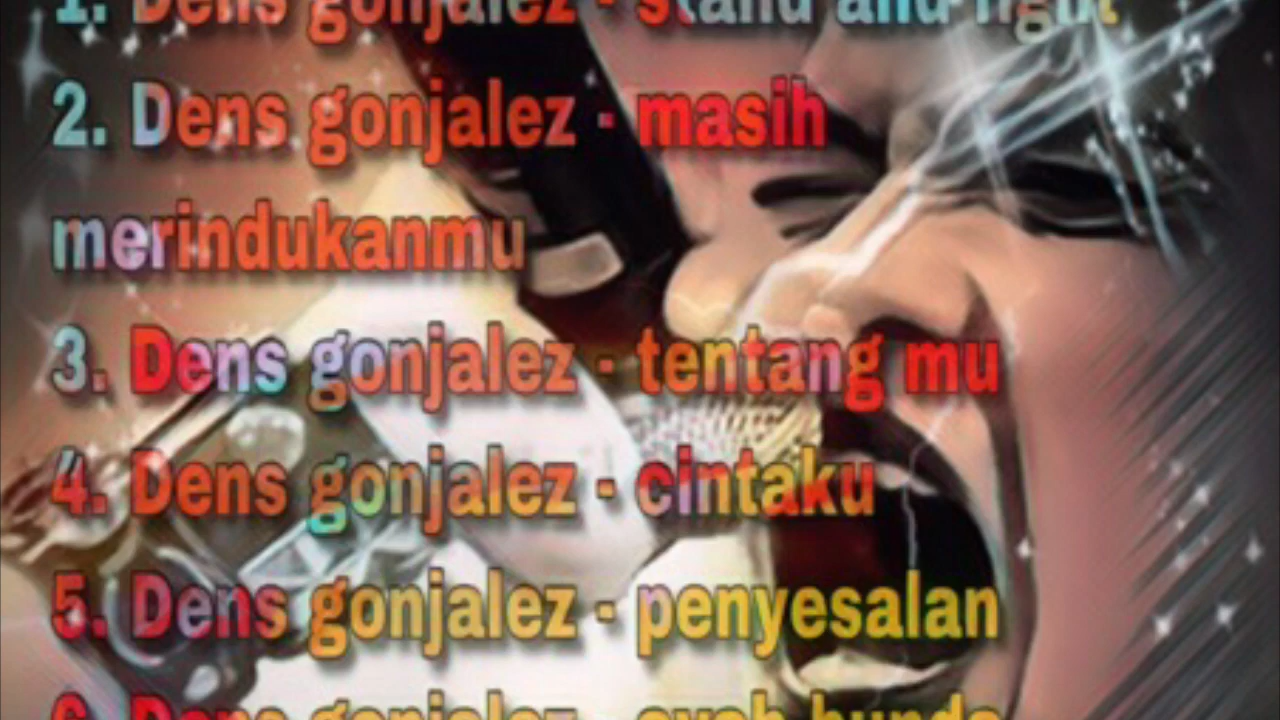 1. Dens gonjalez - stand and fight
2. Dens gonjalez - masih
merindukanmu
3. Dens gonjalez - tentang mu
4. Dens gonjalez - cintaku
5. Dens gonjalez - penyesalan
6. Dens gonjalez - ayah bunda